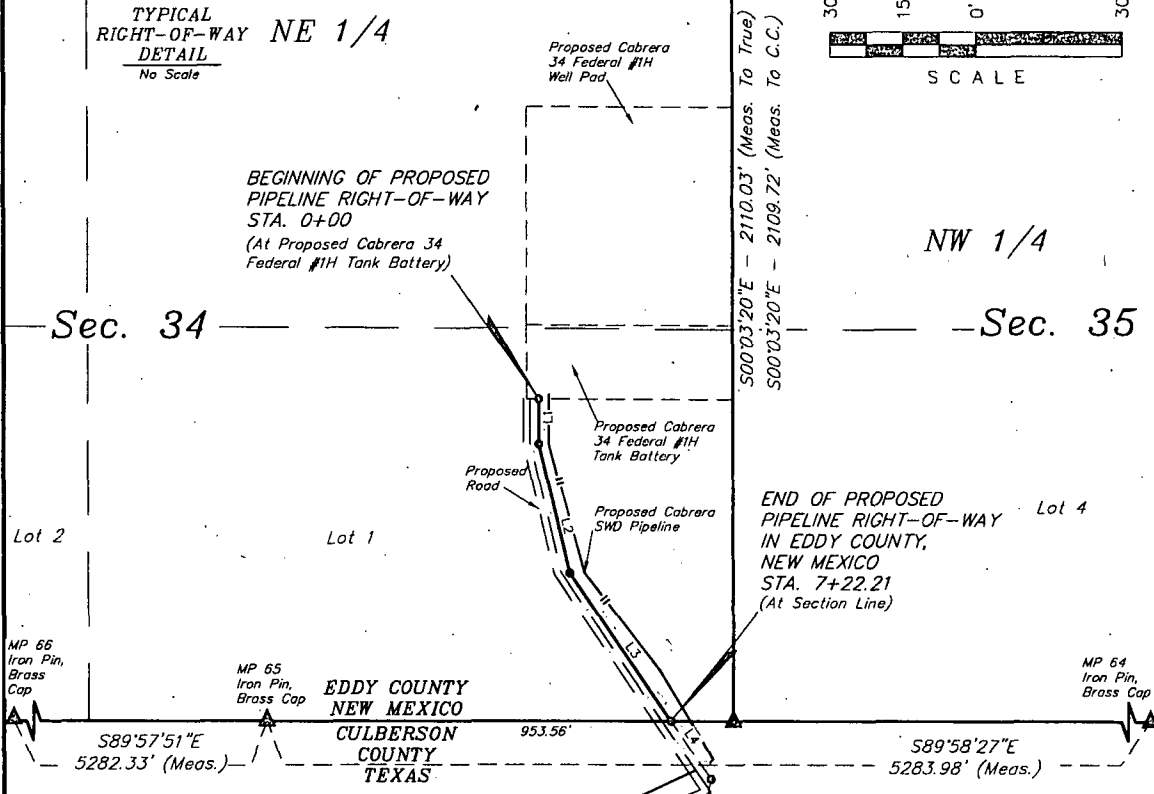 TYPICAL
RIGHT-OF-WAY
DETAIL
No Scale
NE 1/4
Proposed Cabrera
34 Federal #1H
Well Pad
S00°03'20"E - 2110.03' (Meas. To True)
S00°03'20"E - 2109.72' (Meas. To C.C.)
30
15
0'
30
SCALE
BEGINNING OF PROPOSED
PIPELINE RIGHT-OF-WAY
STA. 0+00
(At Proposed Cabrera 34
Federal #1H Tank Battery)
NW 1/4
Sec. 34
Sec. 35
L1
Proposed Cabrera
34 Federal #1H
Tank Battery
Proposed
Road
L2
Proposed Cabrera
SWD Pipeline
END OF PROPOSED
PIPELINE RIGHT-OF-WAY
IN EDDY COUNTY,
NEW MEXICO
STA. 7+22.21
(At Section Line)
Lot 4
Lot 2
Lot 1
L3
MP 66
Iron Pin,
Brass
Cap
MP 65
Iron Pin,
Brass Cap
EDDY COUNTY
NEW MEXICO
MP 64
Iron Pin,
Brass Cap
CULBERSON
COUNTY
TEXAS
953.56'
L4
S89°57'51"E
5282.33' (Meas.)
S89°58'27"E
5283.98' (Meas.)